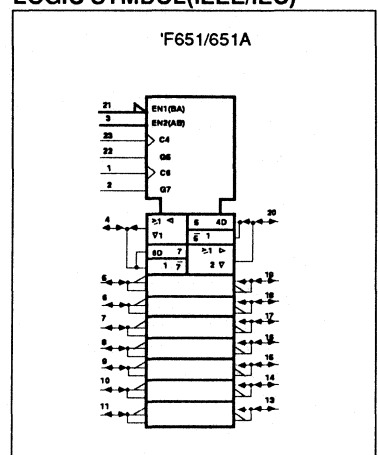 LOGIC SYMBOL(IEEE/IEC)
'F651/651A
21 EN1(BA)
3 EN2(AB)
23 C4
22 G5
1 C6
2 G7
4 ≥1 ◁ 5 4D 20
∇1 5̅ 1
6D 7 ≥1 ▷
1 7̅ 2 ∇
5 19
6 18
7 17
8 16
9 15
10 14
11 13